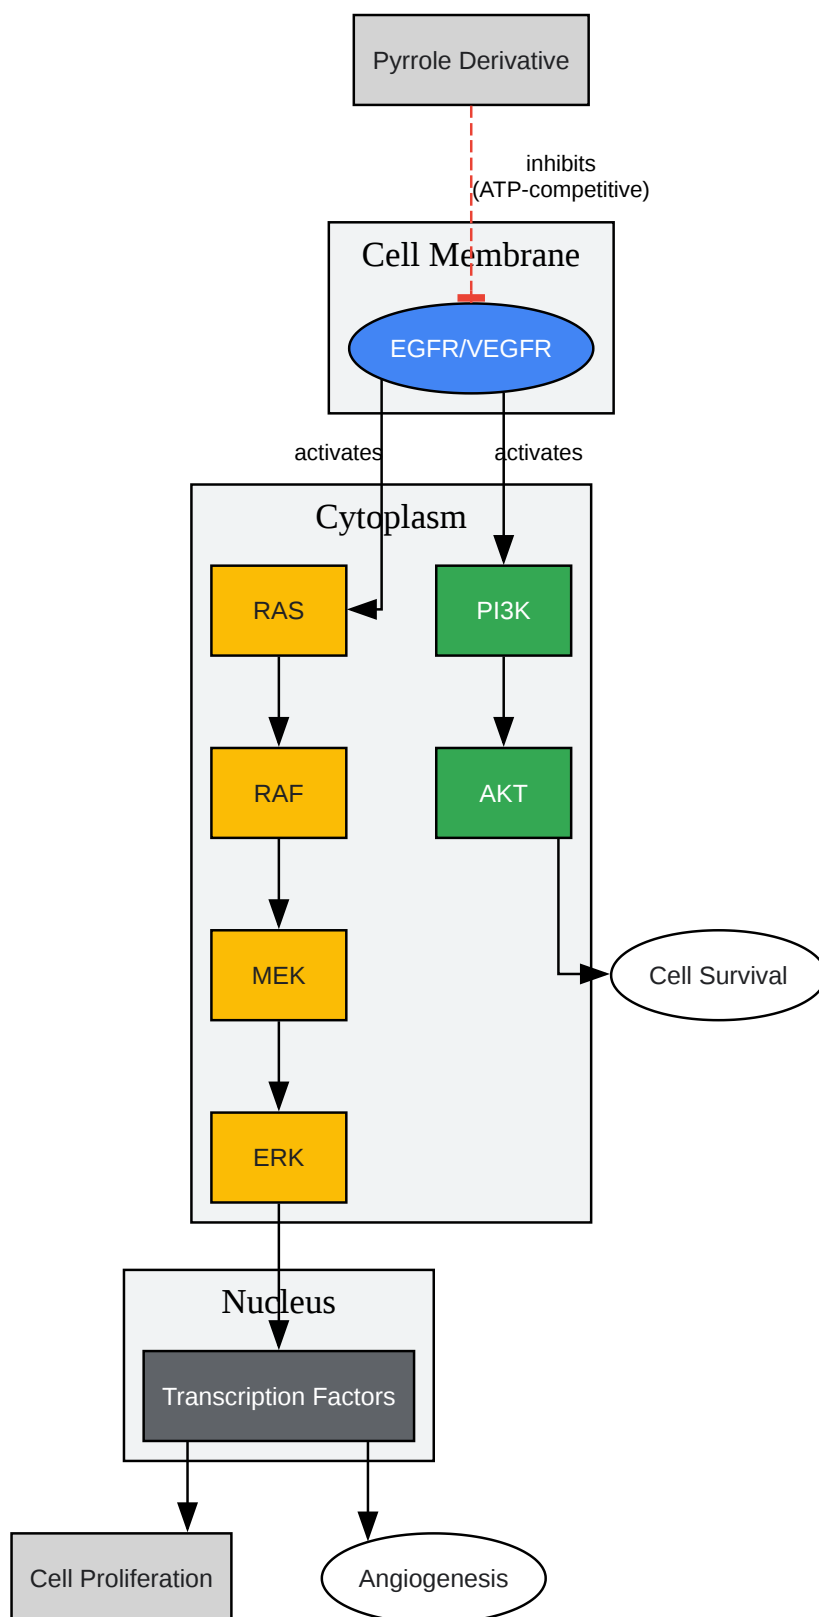 Pyrrole Derivative
inhibits
(ATP-competitive)
Cell Membrane
EGFR/VEGFR
activates
activates
Cytoplasm
RAS
PI3K
RAF
AKT
MEK
Cell Survival
ERK
Nucleus
Transcription Factors
Cell Proliferation
Angiogenesis